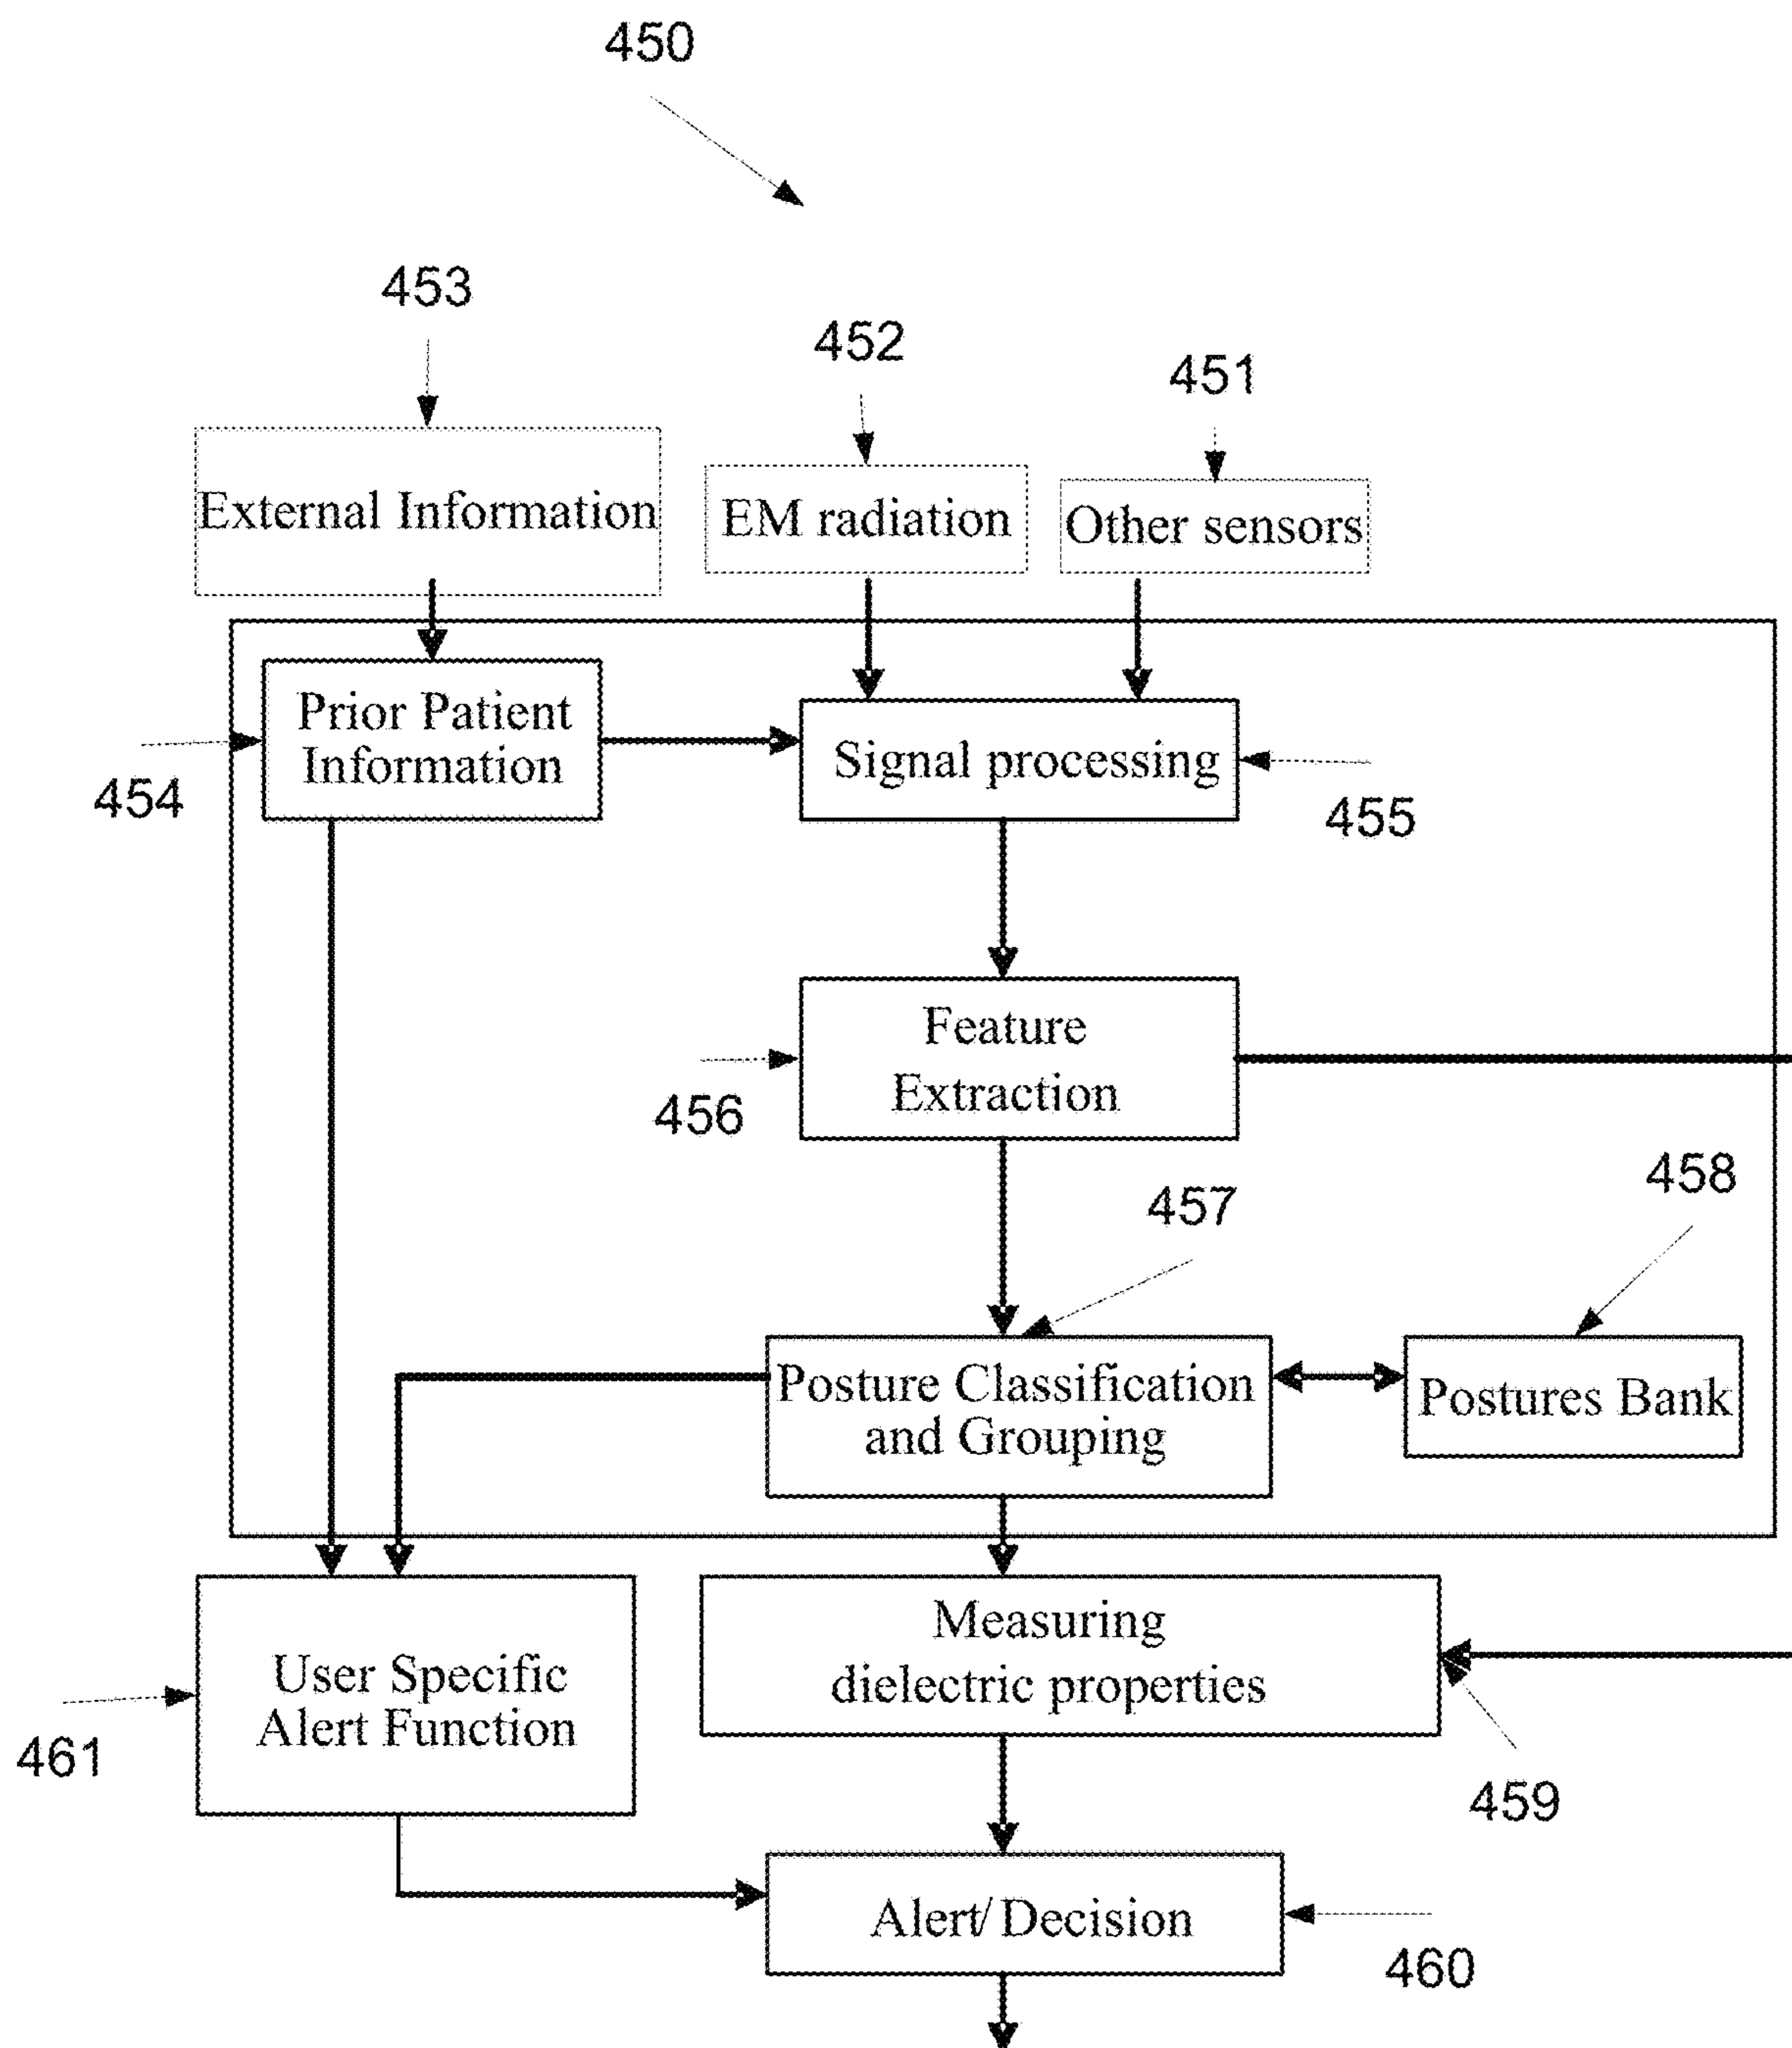 450
453
452
451
External Information
EM radiation
Other sensors
Prior Patient
Information
454
Signal processing
455
Feature
Extraction
456
457
458
Posture Classification
and Grouping
Postures Bank
User Specific
Alert Function
461
Measuring
dielectric properties
459
Alert/ Decision
460